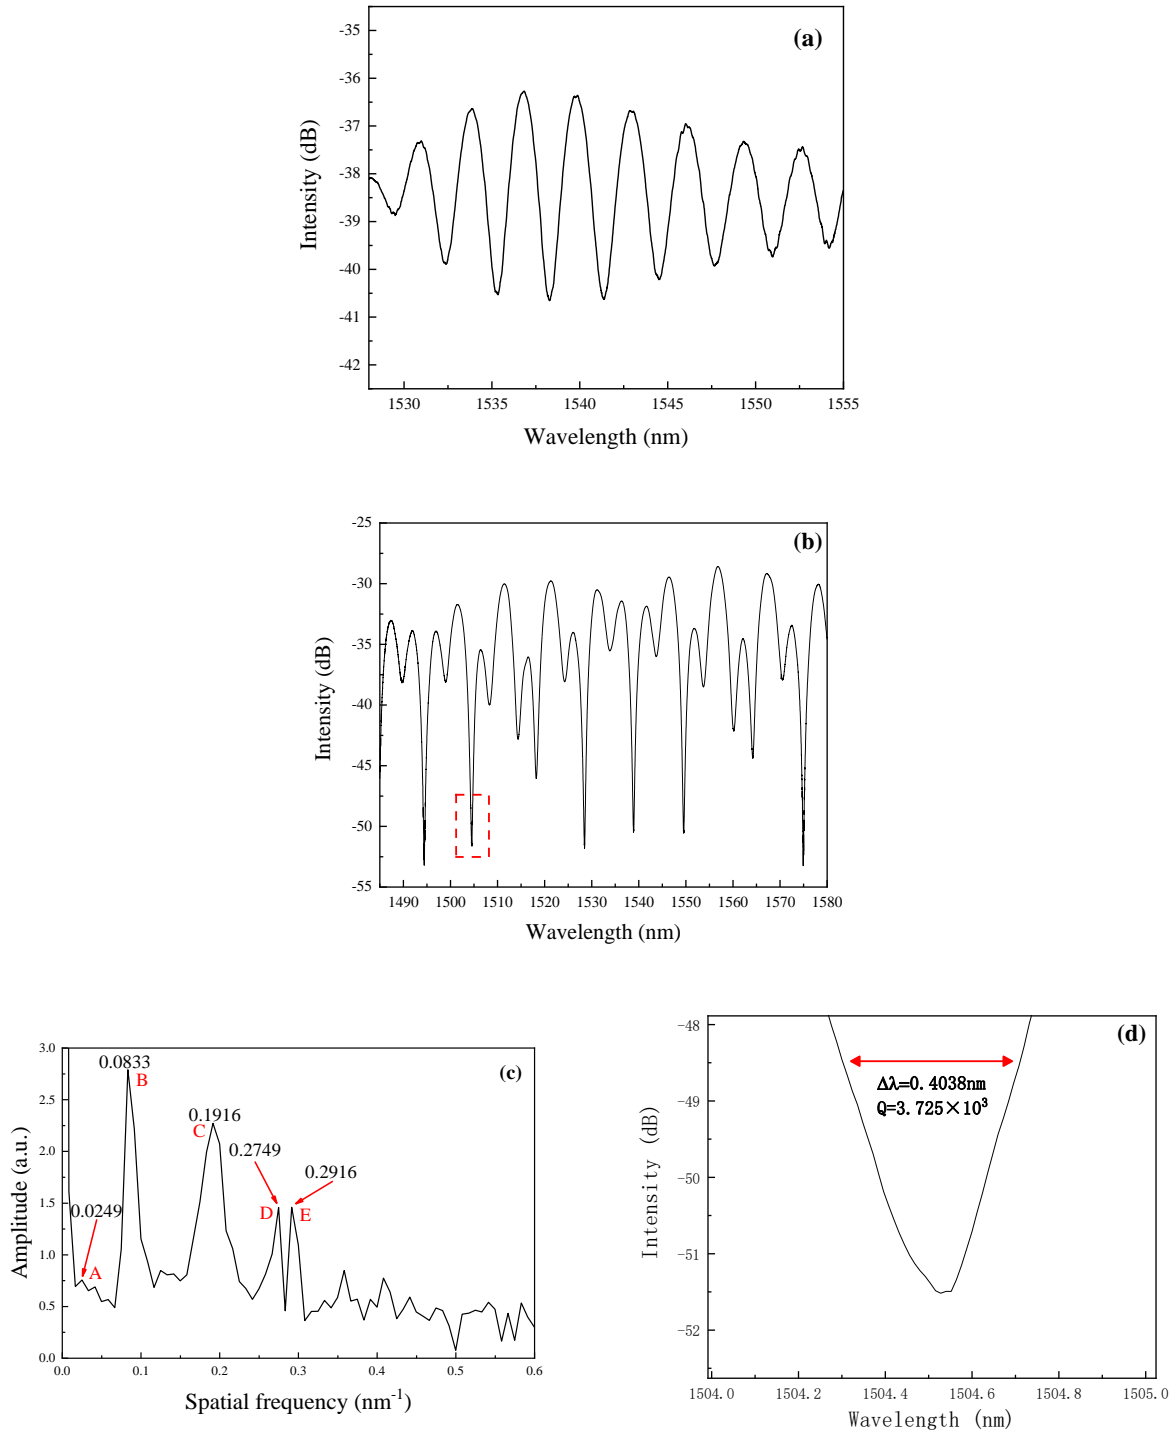 (a)
-35
-36
-37
-38
-39
-40
-41
-42
Intensity (dB)
1530 1535 1540 1545 1550 1555
Wavelength (nm)
(b)
-25
-30
-35
-40
-45
-50
-55
Intensity (dB)
1490 1500 1510 1520 1530 1540 1550 1560 1570 1580
Wavelength (nm)
(c)
3.0
2.5
2.0
1.5
1.0
0.5
0.0
Amplitude (a.u.)
0.0833
B
0.1916
C
0.2749
0.2916
D
E
0.0249
A
0.0 0.1 0.2 0.3 0.4 0.5 0.6
Spatial frequency (nm-1)
(d)
-48
-49
-50
-51
-52
Intensity (dB)
Δλ=0.4038nm
Q=3.725×10³
1504.0 1504.2 1504.4 1504.6 1504.8 1505.0
Wavelength (nm)